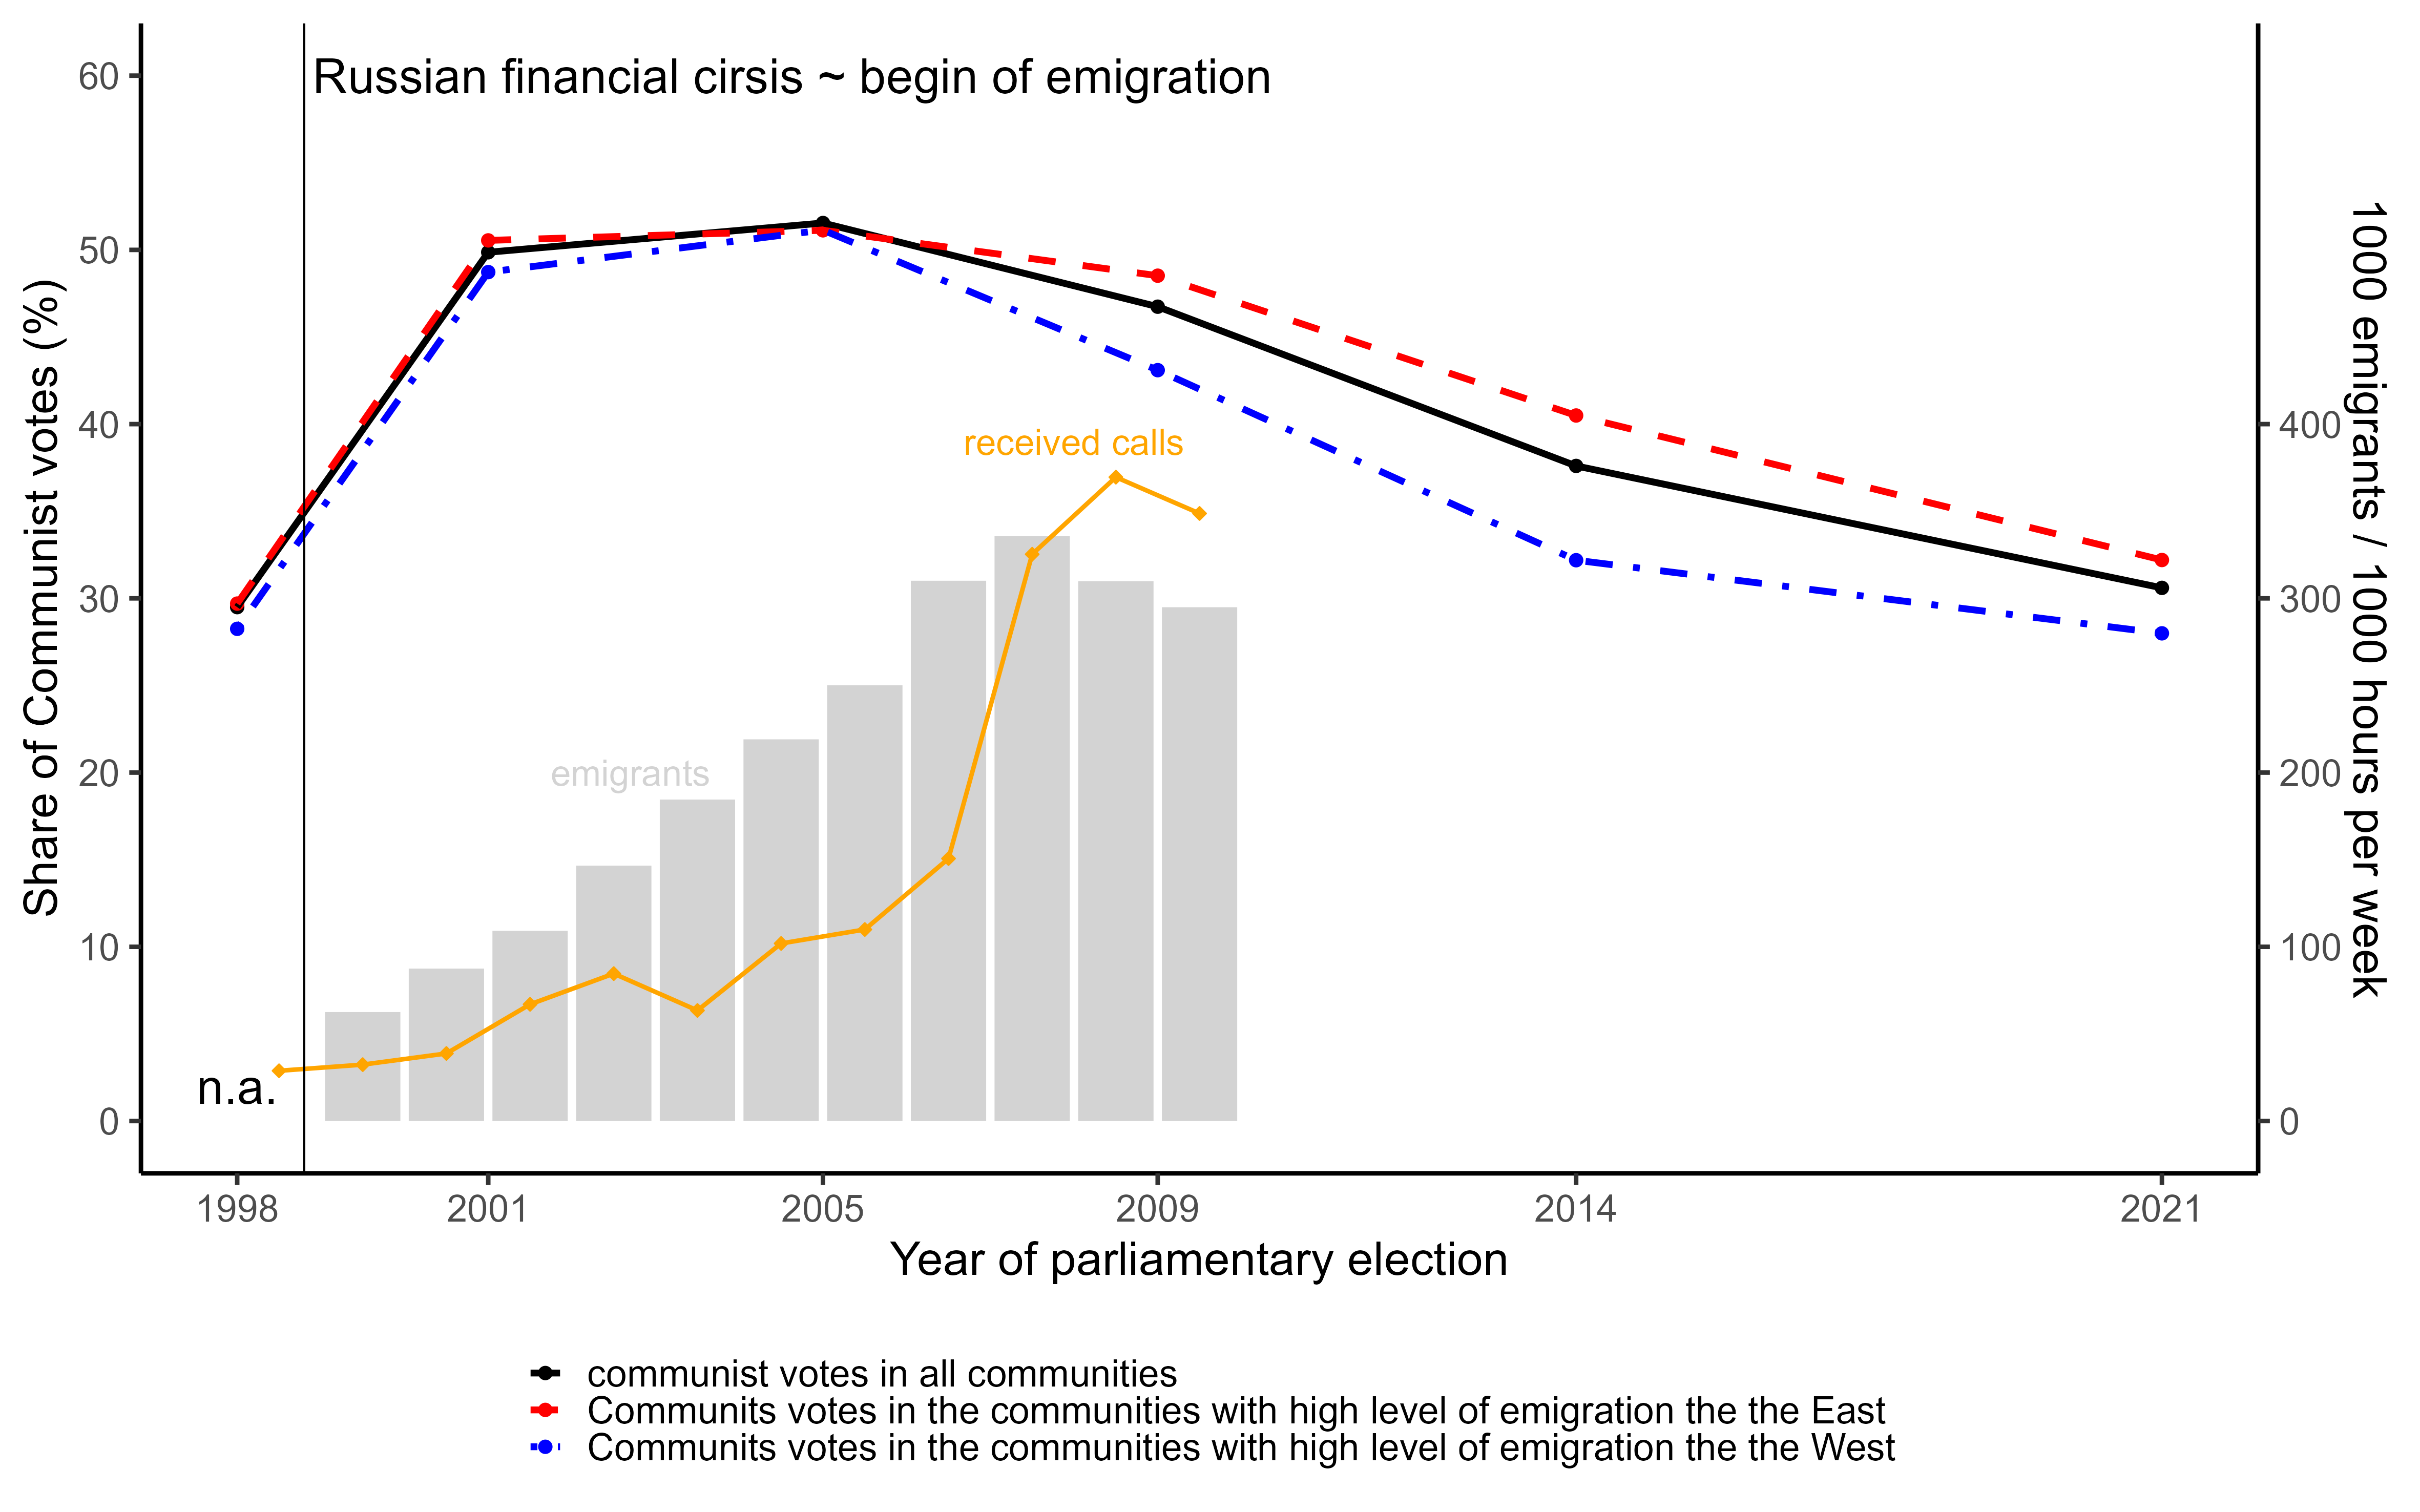 Russian financial cirsis ~ begin of emigration
Share of Communist votes (%)
60
50
40
30
20
10
0
received calls
emigrants
n.a.
400
300
200
100
0
1000 emigrants / 1000 hours per week
1998
2001
2005
2009
2014
2021
Year of parliamentary election
communist votes in all communities
Communits votes in the communities with high level of emigration the the East
Communits votes in the communities with high level of emigration the the West